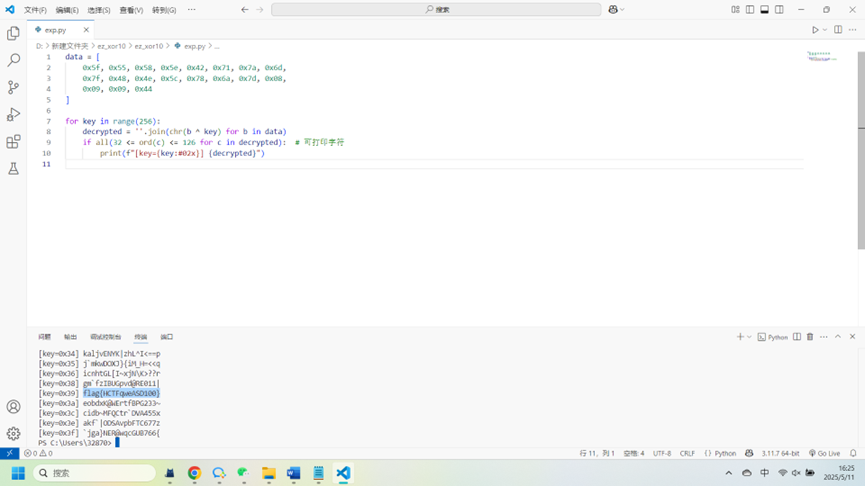 文件(F) 编辑(E) 选择(S) 查看(V) 转到(G) ··· 搜索
exp.py
D: > 新建文件夹 > ez_xor10 > ez_xor10 > exp.py > ...
1 data = [
2 0x5f, 0x55, 0x58, 0x5e, 0x42, 0x71, 0x7a, 0x6d,
3 0x7f, 0x48, 0x4e, 0x5c, 0x78, 0x6a, 0x7d, 0x08,
4 0x09, 0x09, 0x44
5 ]
6
7 for key in range(256):
8 decrypted = ''.join(chr(b ^ key) for b in data)
9 if all(32 <= ord(c) <= 126 for c in decrypted): # 可打印字符
10 print(f"[key={key:#02x}] {decrypted}")
11
问题 输出 调试控制台 终端 端口 Python
[key=0x34] kaljvENYK|zhL^I<==p
[key=0x35] j`mkwDOXJ}{iM_H=<<q
[key=0x36] icnhtGL[I~xjN\K>??r
[key=0x38] gm`fzIBUGpvd@RE011|
[key=0x39] flag{HCTFqweASD100}
[key=0x3a] eobdxK@WErtfBPG233~
[key=0x3c] cidb~MFQCtr`DVA455x
[key=0x3e] akf`|ODSAvpbFTC677z
[key=0x3f] `jga}NER@wqcGUB766{
PS C:\Users\32870>
0 0 行 11, 列 1 空格: 4 UTF-8 CRLF {} Python 3.11.7 64-bit Go Live
搜索 中 16:25
2025/5/11